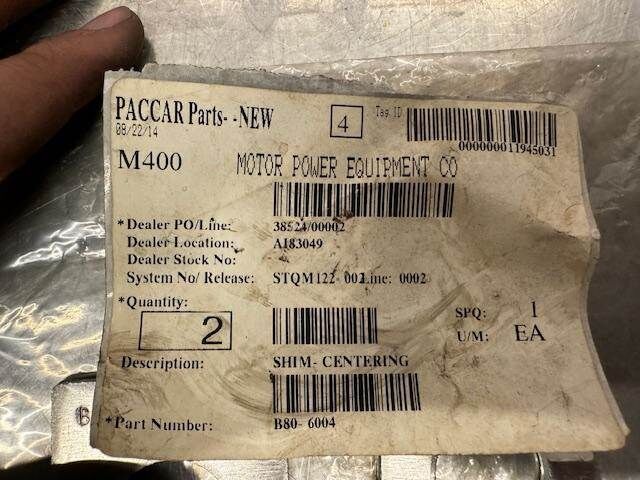 PACCAR Parts- -NEW
08/22/14
4
Tag ID
000000011945031
M400 MOTOR POWER EQUIPMENT CO
*Dealer PO/Line: 38524/00002
Dealer Location: A183049
Dealer Stock No:
System No/ Release: STQM122- 002 Line: 0002
*Quantity: 2
SPQ: 1
U/M: EA
Description: SHIM- CENTERING
*Part Number: B80- 6004
B